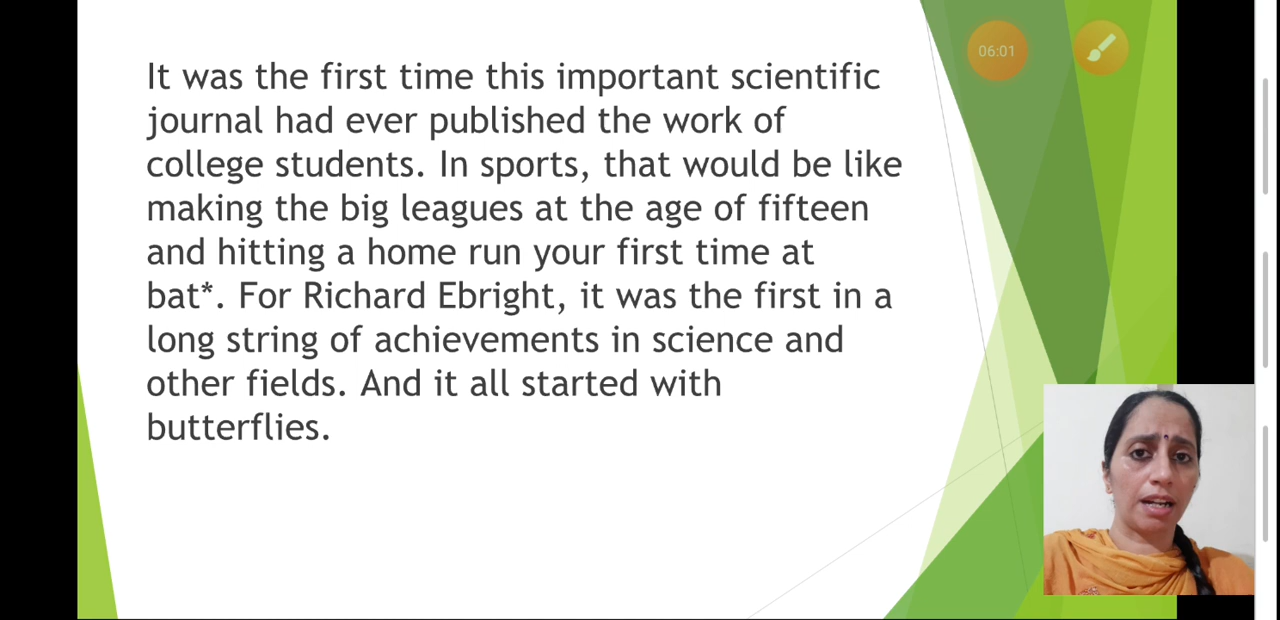 It was the first time this important scientific
journal had ever published the work of
college students. In sports, that would be like
making the big leagues at the age of fifteen
and hitting a home run your first time at
bat*. For Richard Ebright, it was the first in a
long string of achievements in science and
other fields. And it all started with
butterflies.
06:01